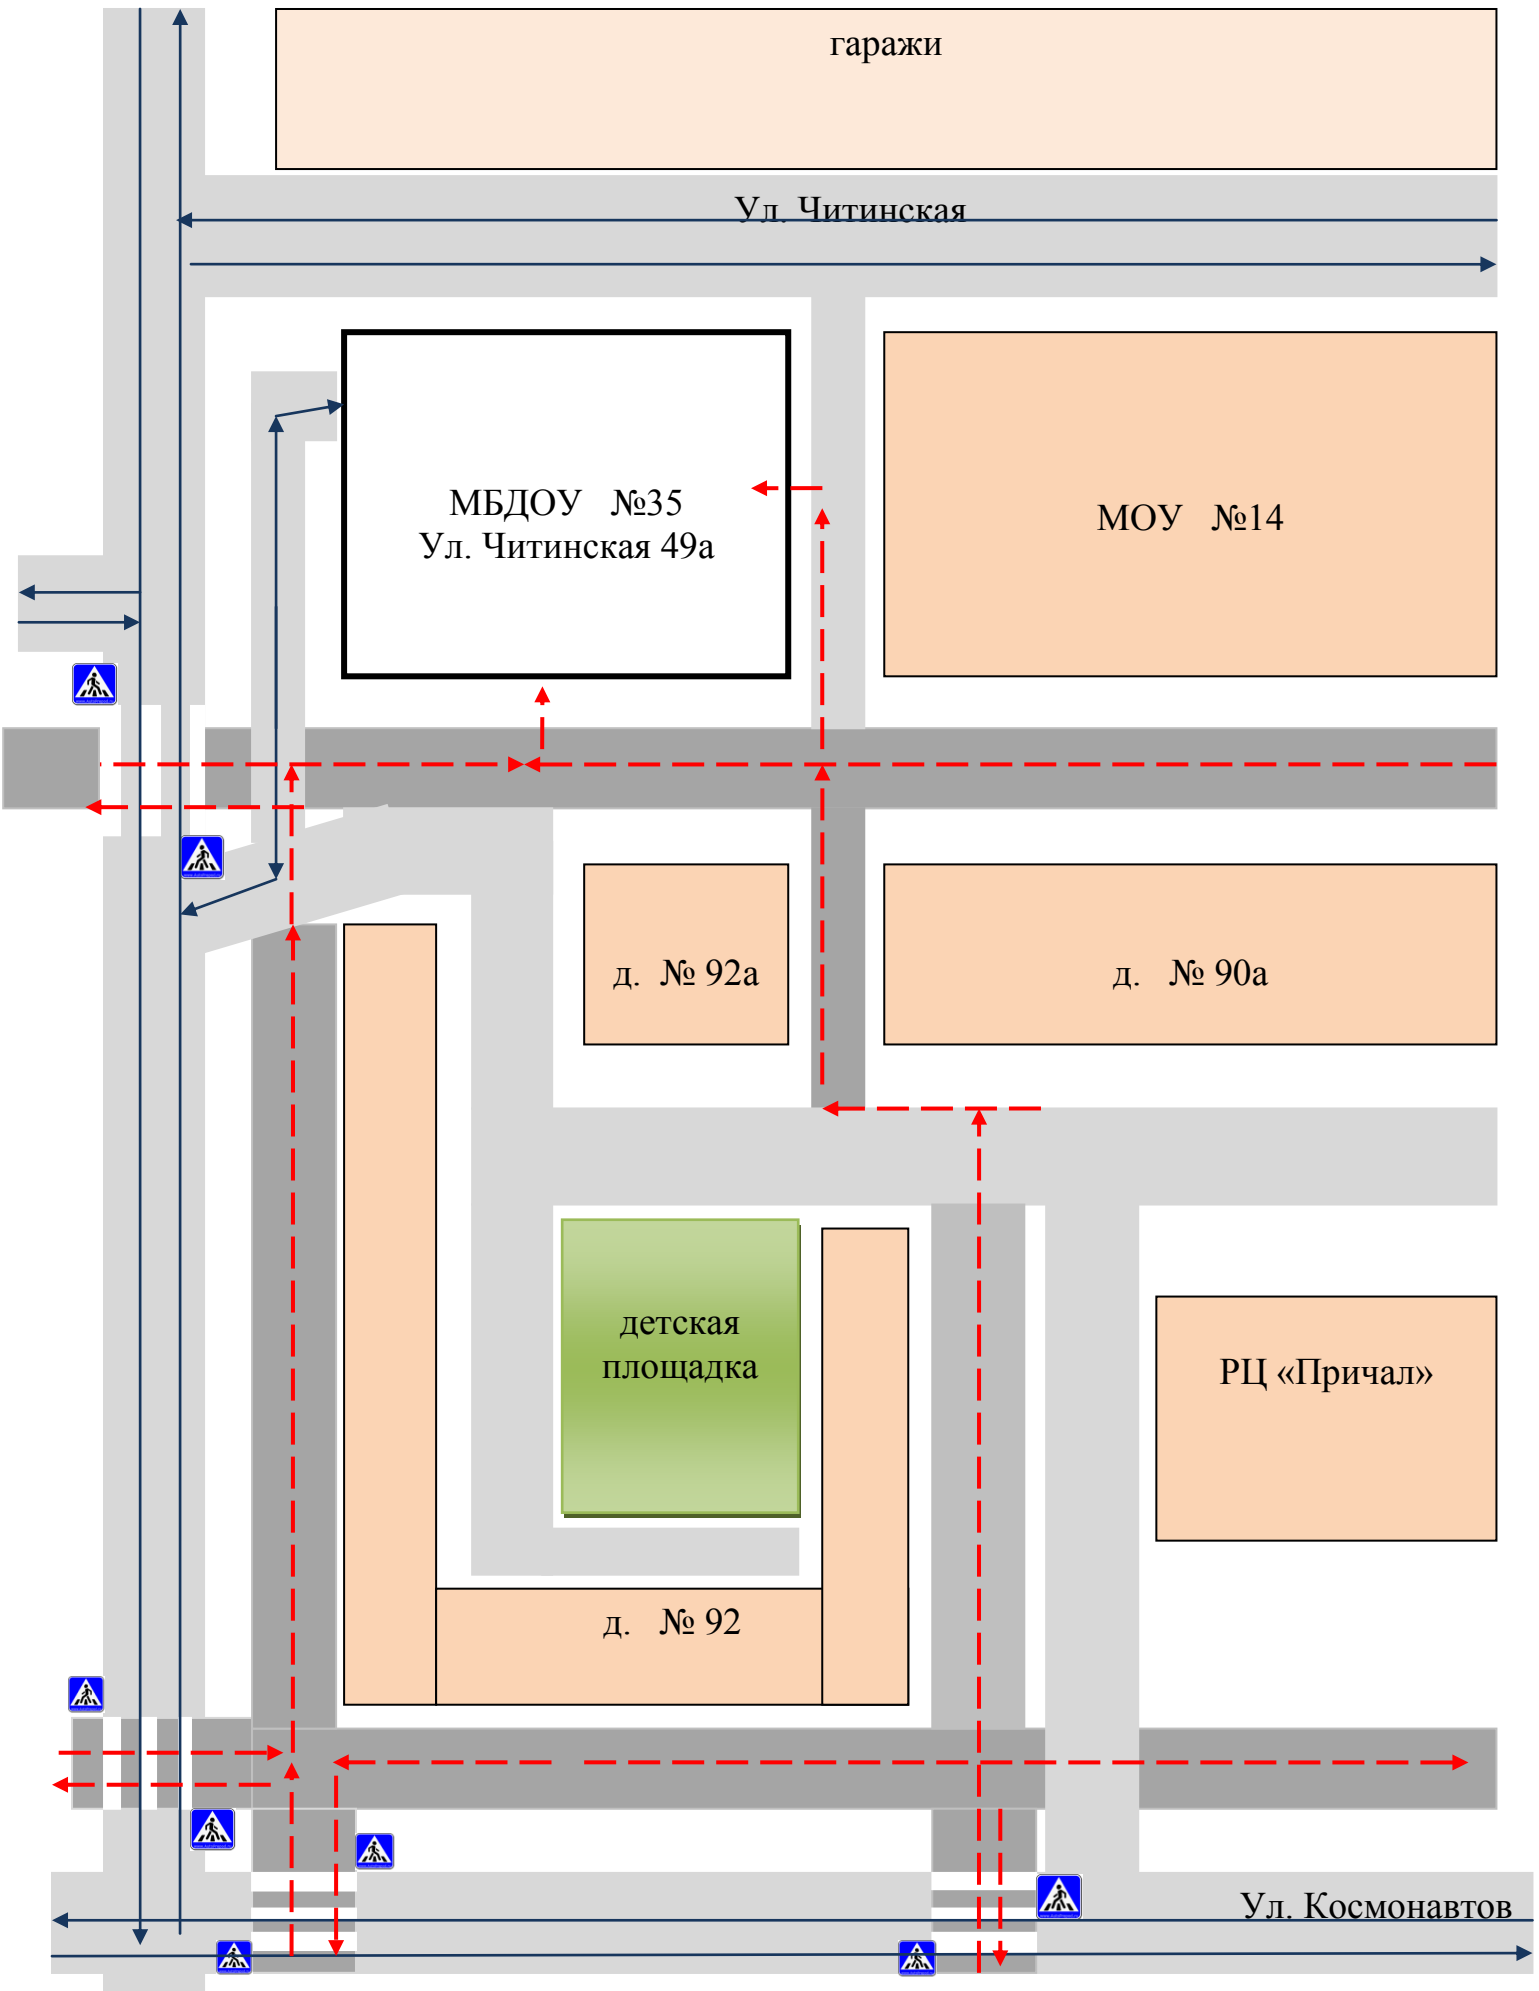 гаражи
Ул. Читинская
МБДОУ №35
Ул. Читинская 49а
МОУ №14
д. № 92а
д. № 90а
детская
площадка
РЦ «Причал»
д. № 92
Ул. Космонавтов